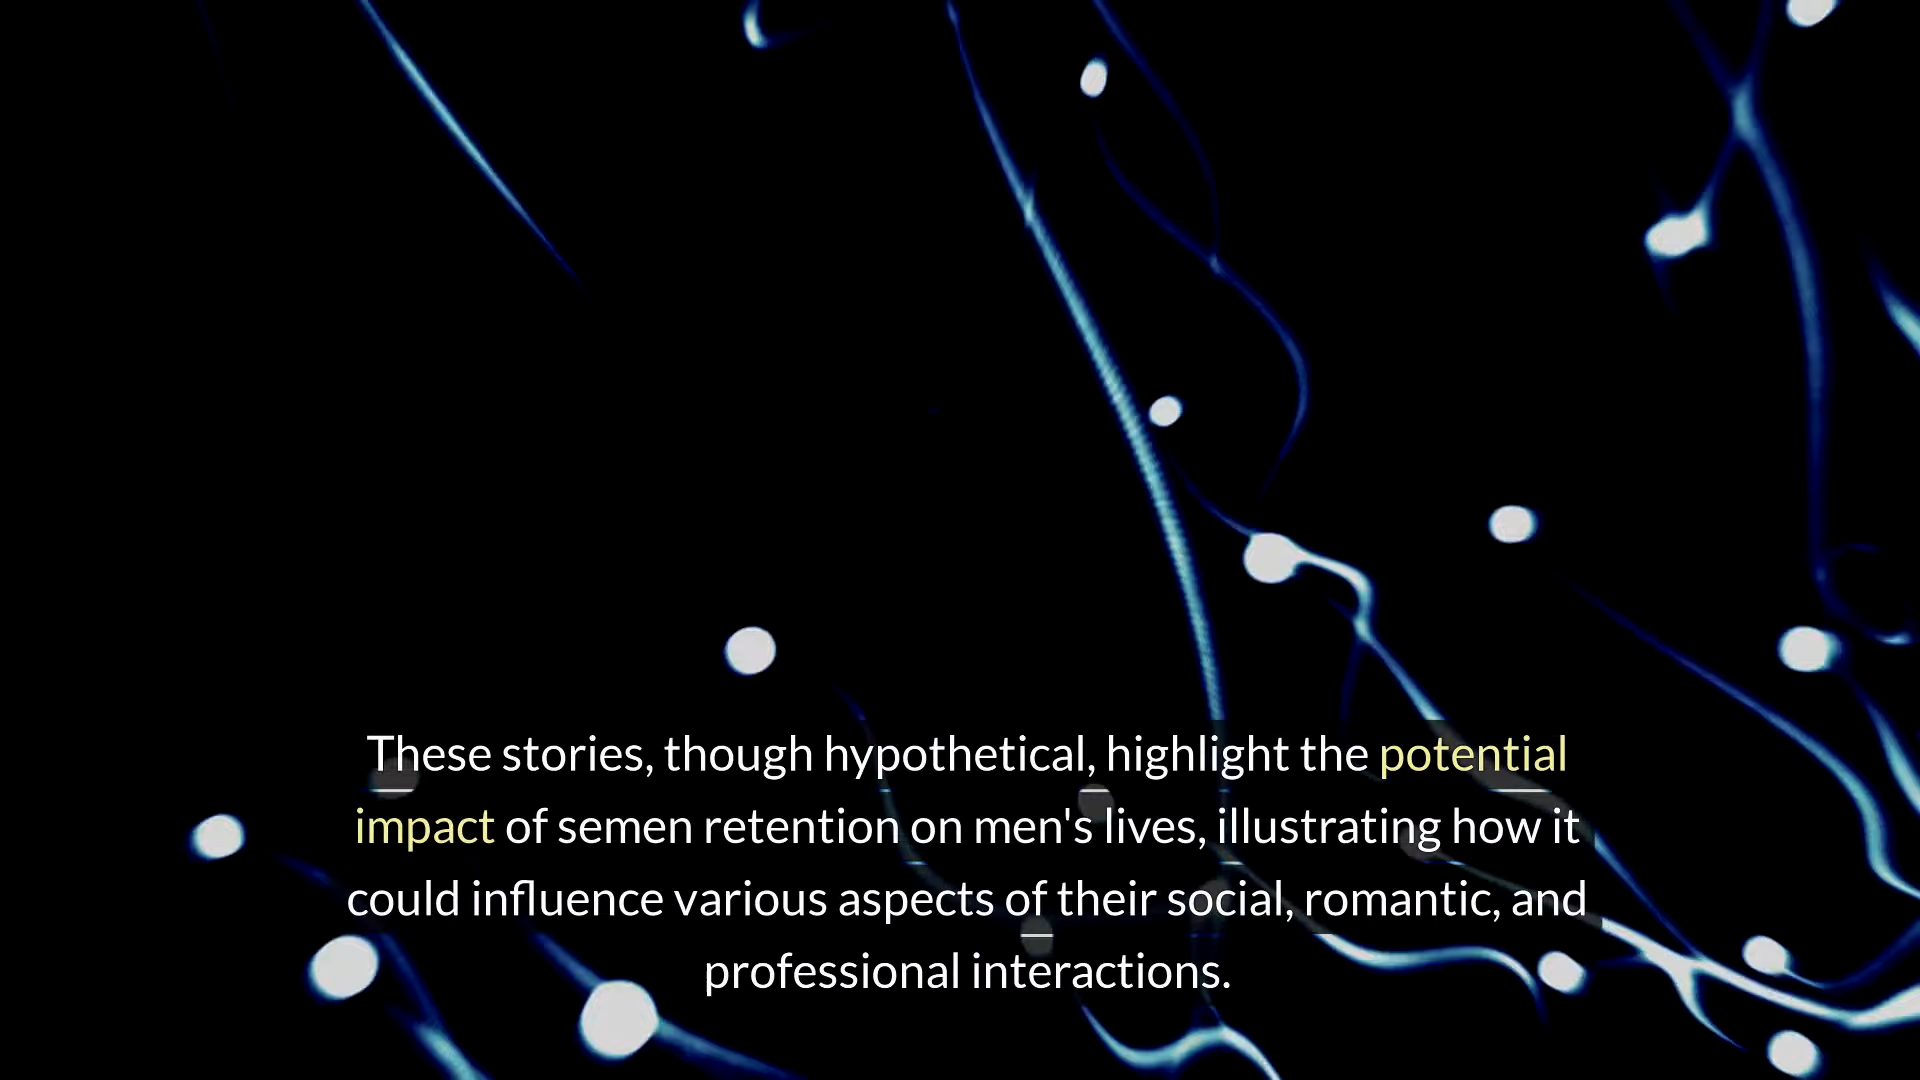 These stories, though hypothetical, highlight the potential
impact of semen retention on men's lives, illustrating how it
could influence various aspects of their social, romantic, and
professional interactions.